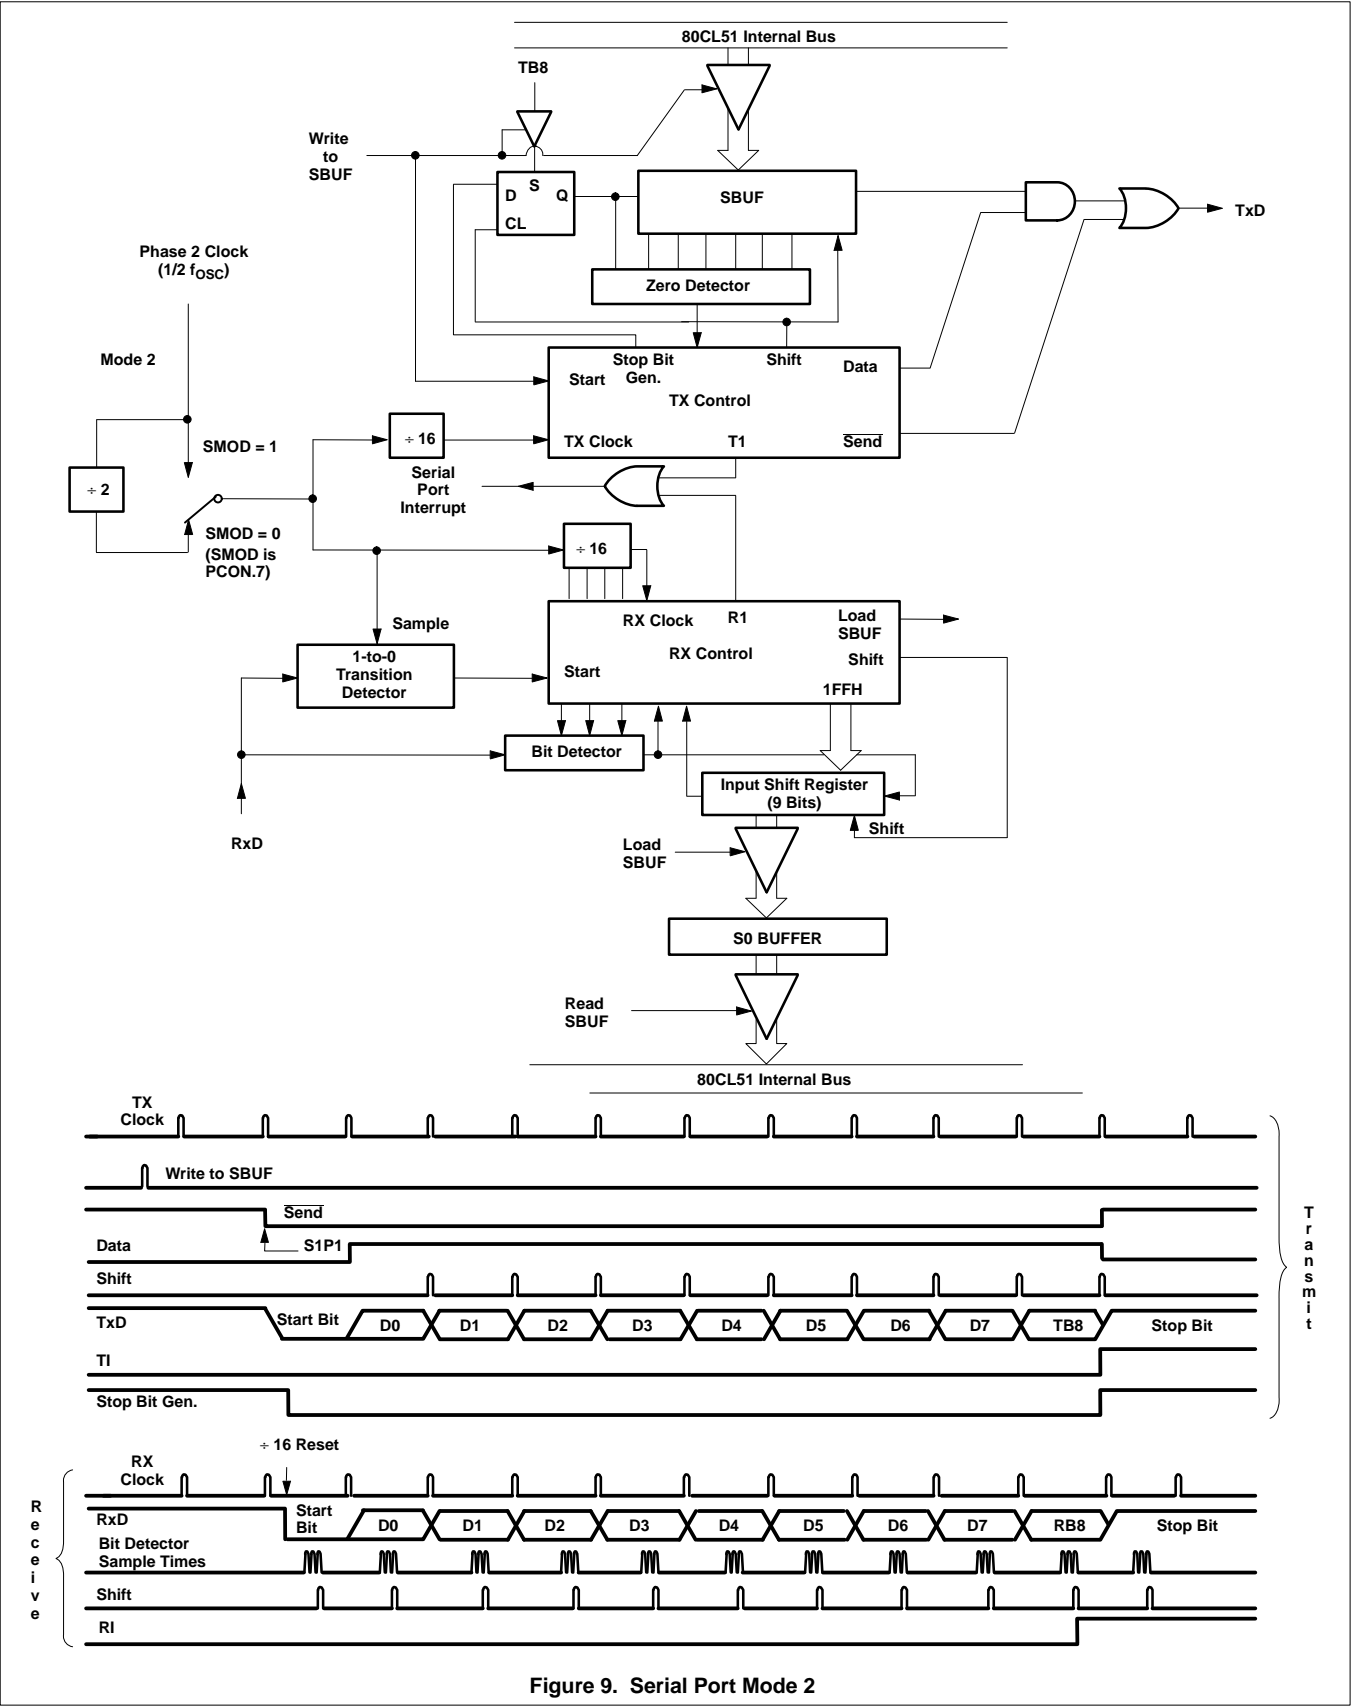 80CL51 Internal Bus
TB8
Write
to
SBUF
S
D
Q
CL
SBUF
TxD
Phase 2 Clock
(1/2 fOSC)
Zero Detector
Mode 2
Stop Bit
Gen.
Shift
Data
Start
TX Control
SMOD = 1
÷ 16
TX Clock
T1
Send
÷ 2
Serial
Port
Interrupt
SMOD = 0
(SMOD is
PCON.7)
÷ 16
Sample
RX Clock
R1
Load
SBUF
RX Control
Shift
1-to-0
Transition
Detector
Start
1FFH
Bit Detector
Input Shift Register
(9 Bits)
Shift
RxD
Load
SBUF
S0 BUFFER
Read
SBUF
80CL51 Internal Bus
TX
Clock
Write to SBUF
Send
Data
S1P1
Shift
TxD
Start Bit
D0
D1
D2
D3
D4
D5
D6
D7
TB8
Stop Bit
TI
Stop Bit Gen.
Transmit
÷ 16 Reset
RX
Clock
RxD
Start
Bit
D0
D1
D2
D3
D4
D5
D6
D7
RB8
Stop Bit
Bit Detector
Sample Times
Shift
RI
Receive
Figure 9. Serial Port Mode 2